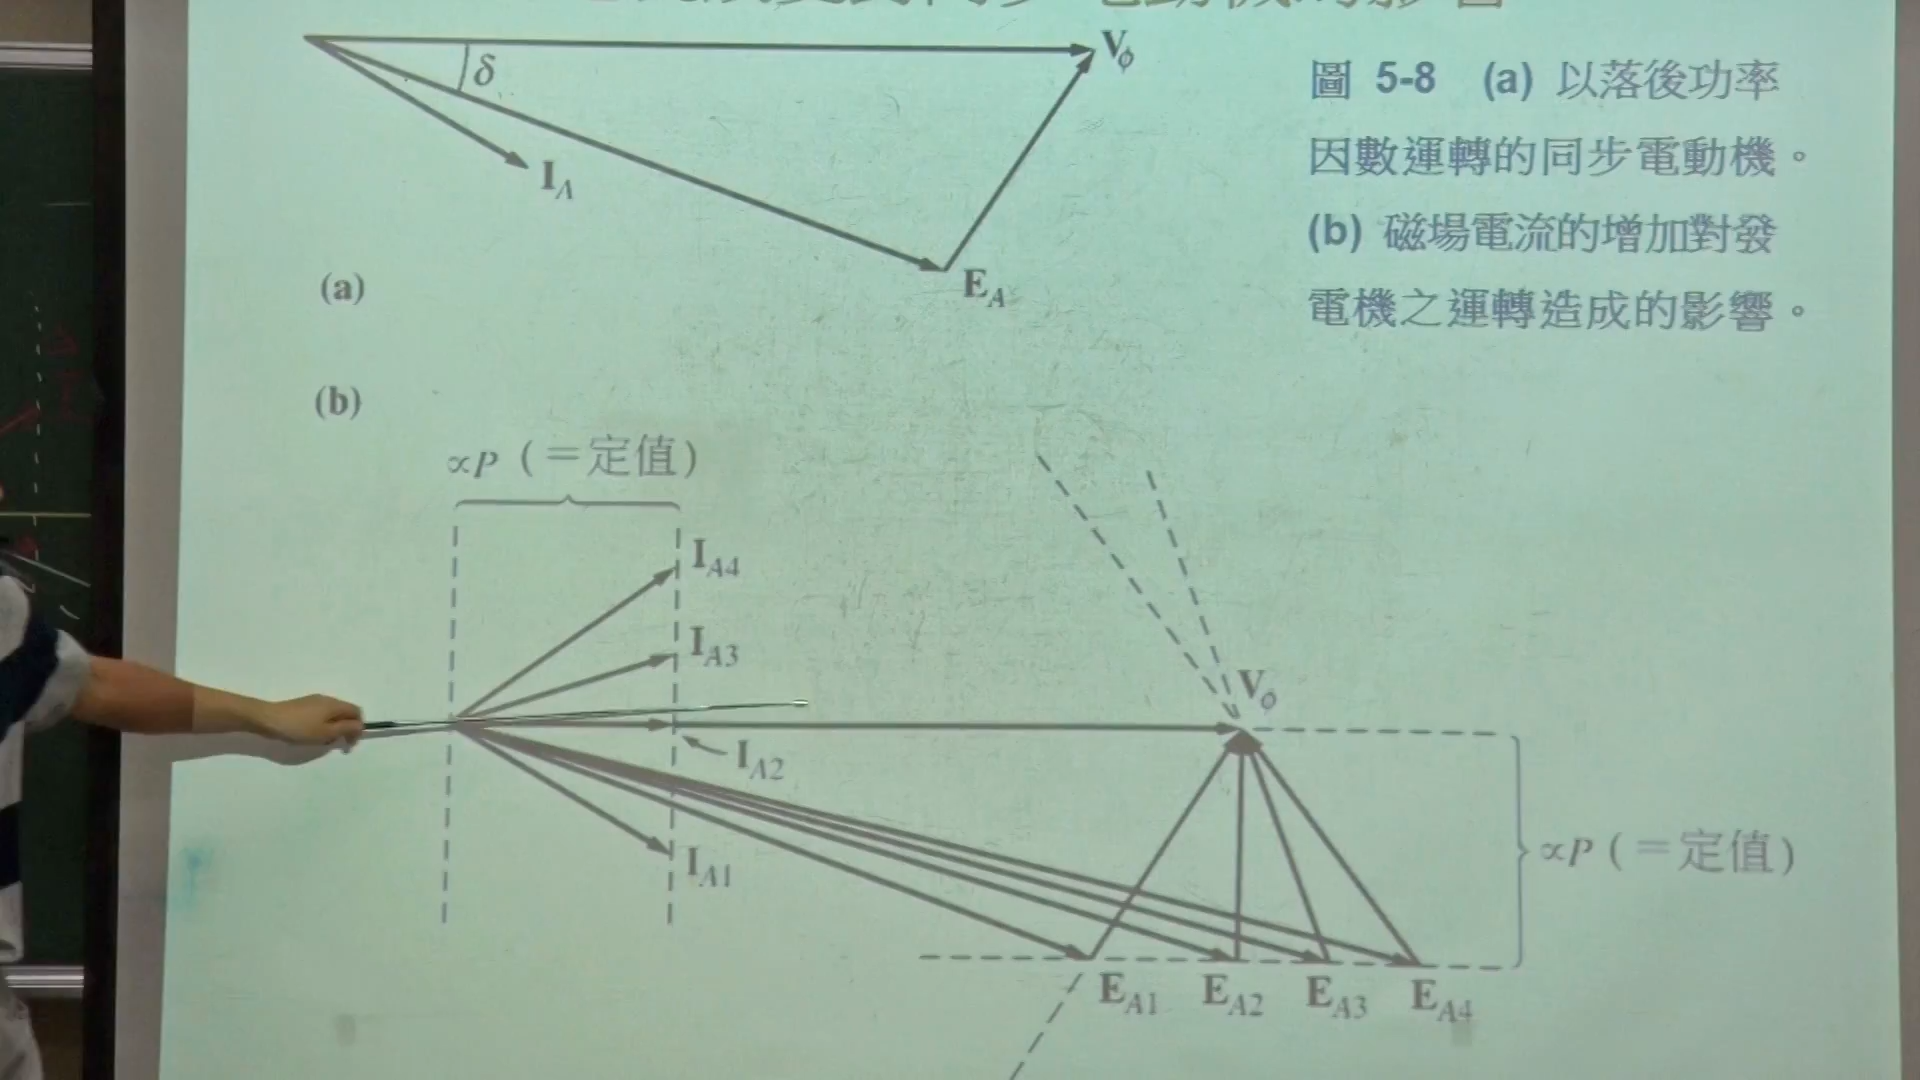 V_ϕ
δ
I_A
E_A
(a)
圖 5-8 (a) 以落後功率
因數運轉的同步電動機。
(b) 磁場電流的增加對發
電機之運轉造成的影響。
(b)
∝P (=定值)
I_A4
I_A3
V_ϕ
I_A2
I_A1
∝P (=定值)
E_A1 E_A2 E_A3 E_A4